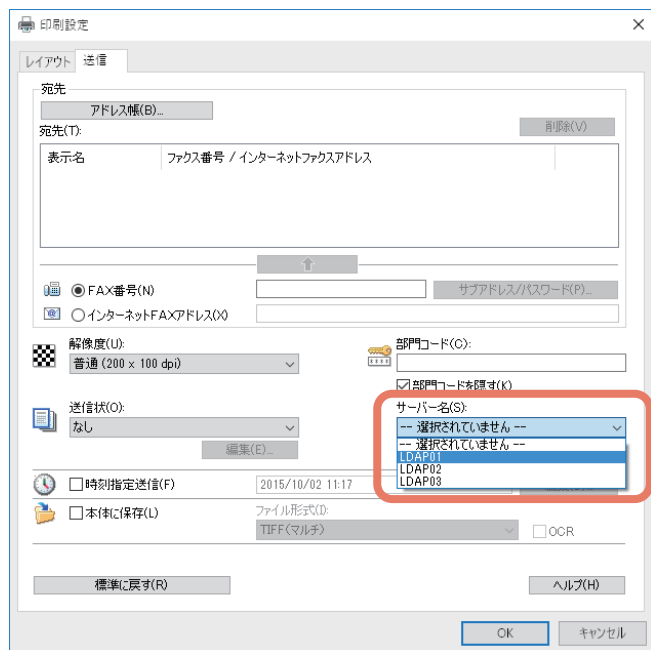 印刷設定
レイアウト 送信
宛先
アドレス帳(B)...
宛先(T):
削除(V)
表示名 ファクス番号 / インターネットファクスアドレス
FAX番号(N)
サブアドレス/パスワード(P)...
インターネットFAXアドレス(X)
解像度(U):
普通 (200 x 100 dpi)
部門コード(C):
部門コードを隠す(K)
送信状(O):
なし
編集(E)...
サーバー名(S):
-- 選択されていません --
-- 選択されていません --
LDAP01
LDAP02
LDAP03
時刻指定送信(F)
2015/10/02 11:17
本体に保存(L)
ファイル形式(I):
TIFF(マルチ)
OCR
標準に戻す(R)
ヘルプ(H)
OK
キャンセル